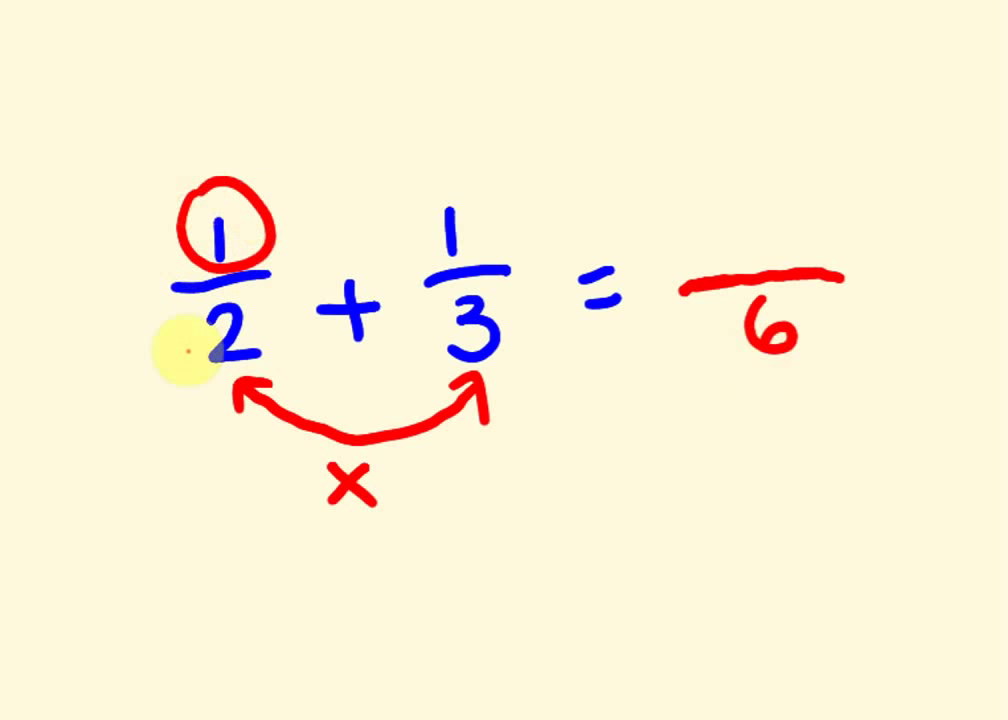 1/2 + 1/3 = /6
×